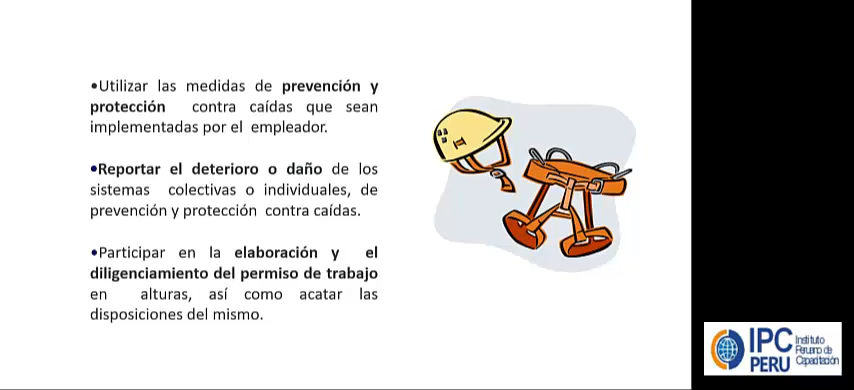 •Utilizar las medidas de prevención y
protección contra caídas que sean
implementadas por el empleador.
•Reportar el deterioro o daño de los
sistemas colectivas o individuales, de
prevención y protección contra caídas.
•Participar en la elaboración y el
diligenciamiento del permiso de trabajo
en alturas, así como acatar las
disposiciones del mismo.
IPC
PERU
Instituto
Peruano de
Capacitación